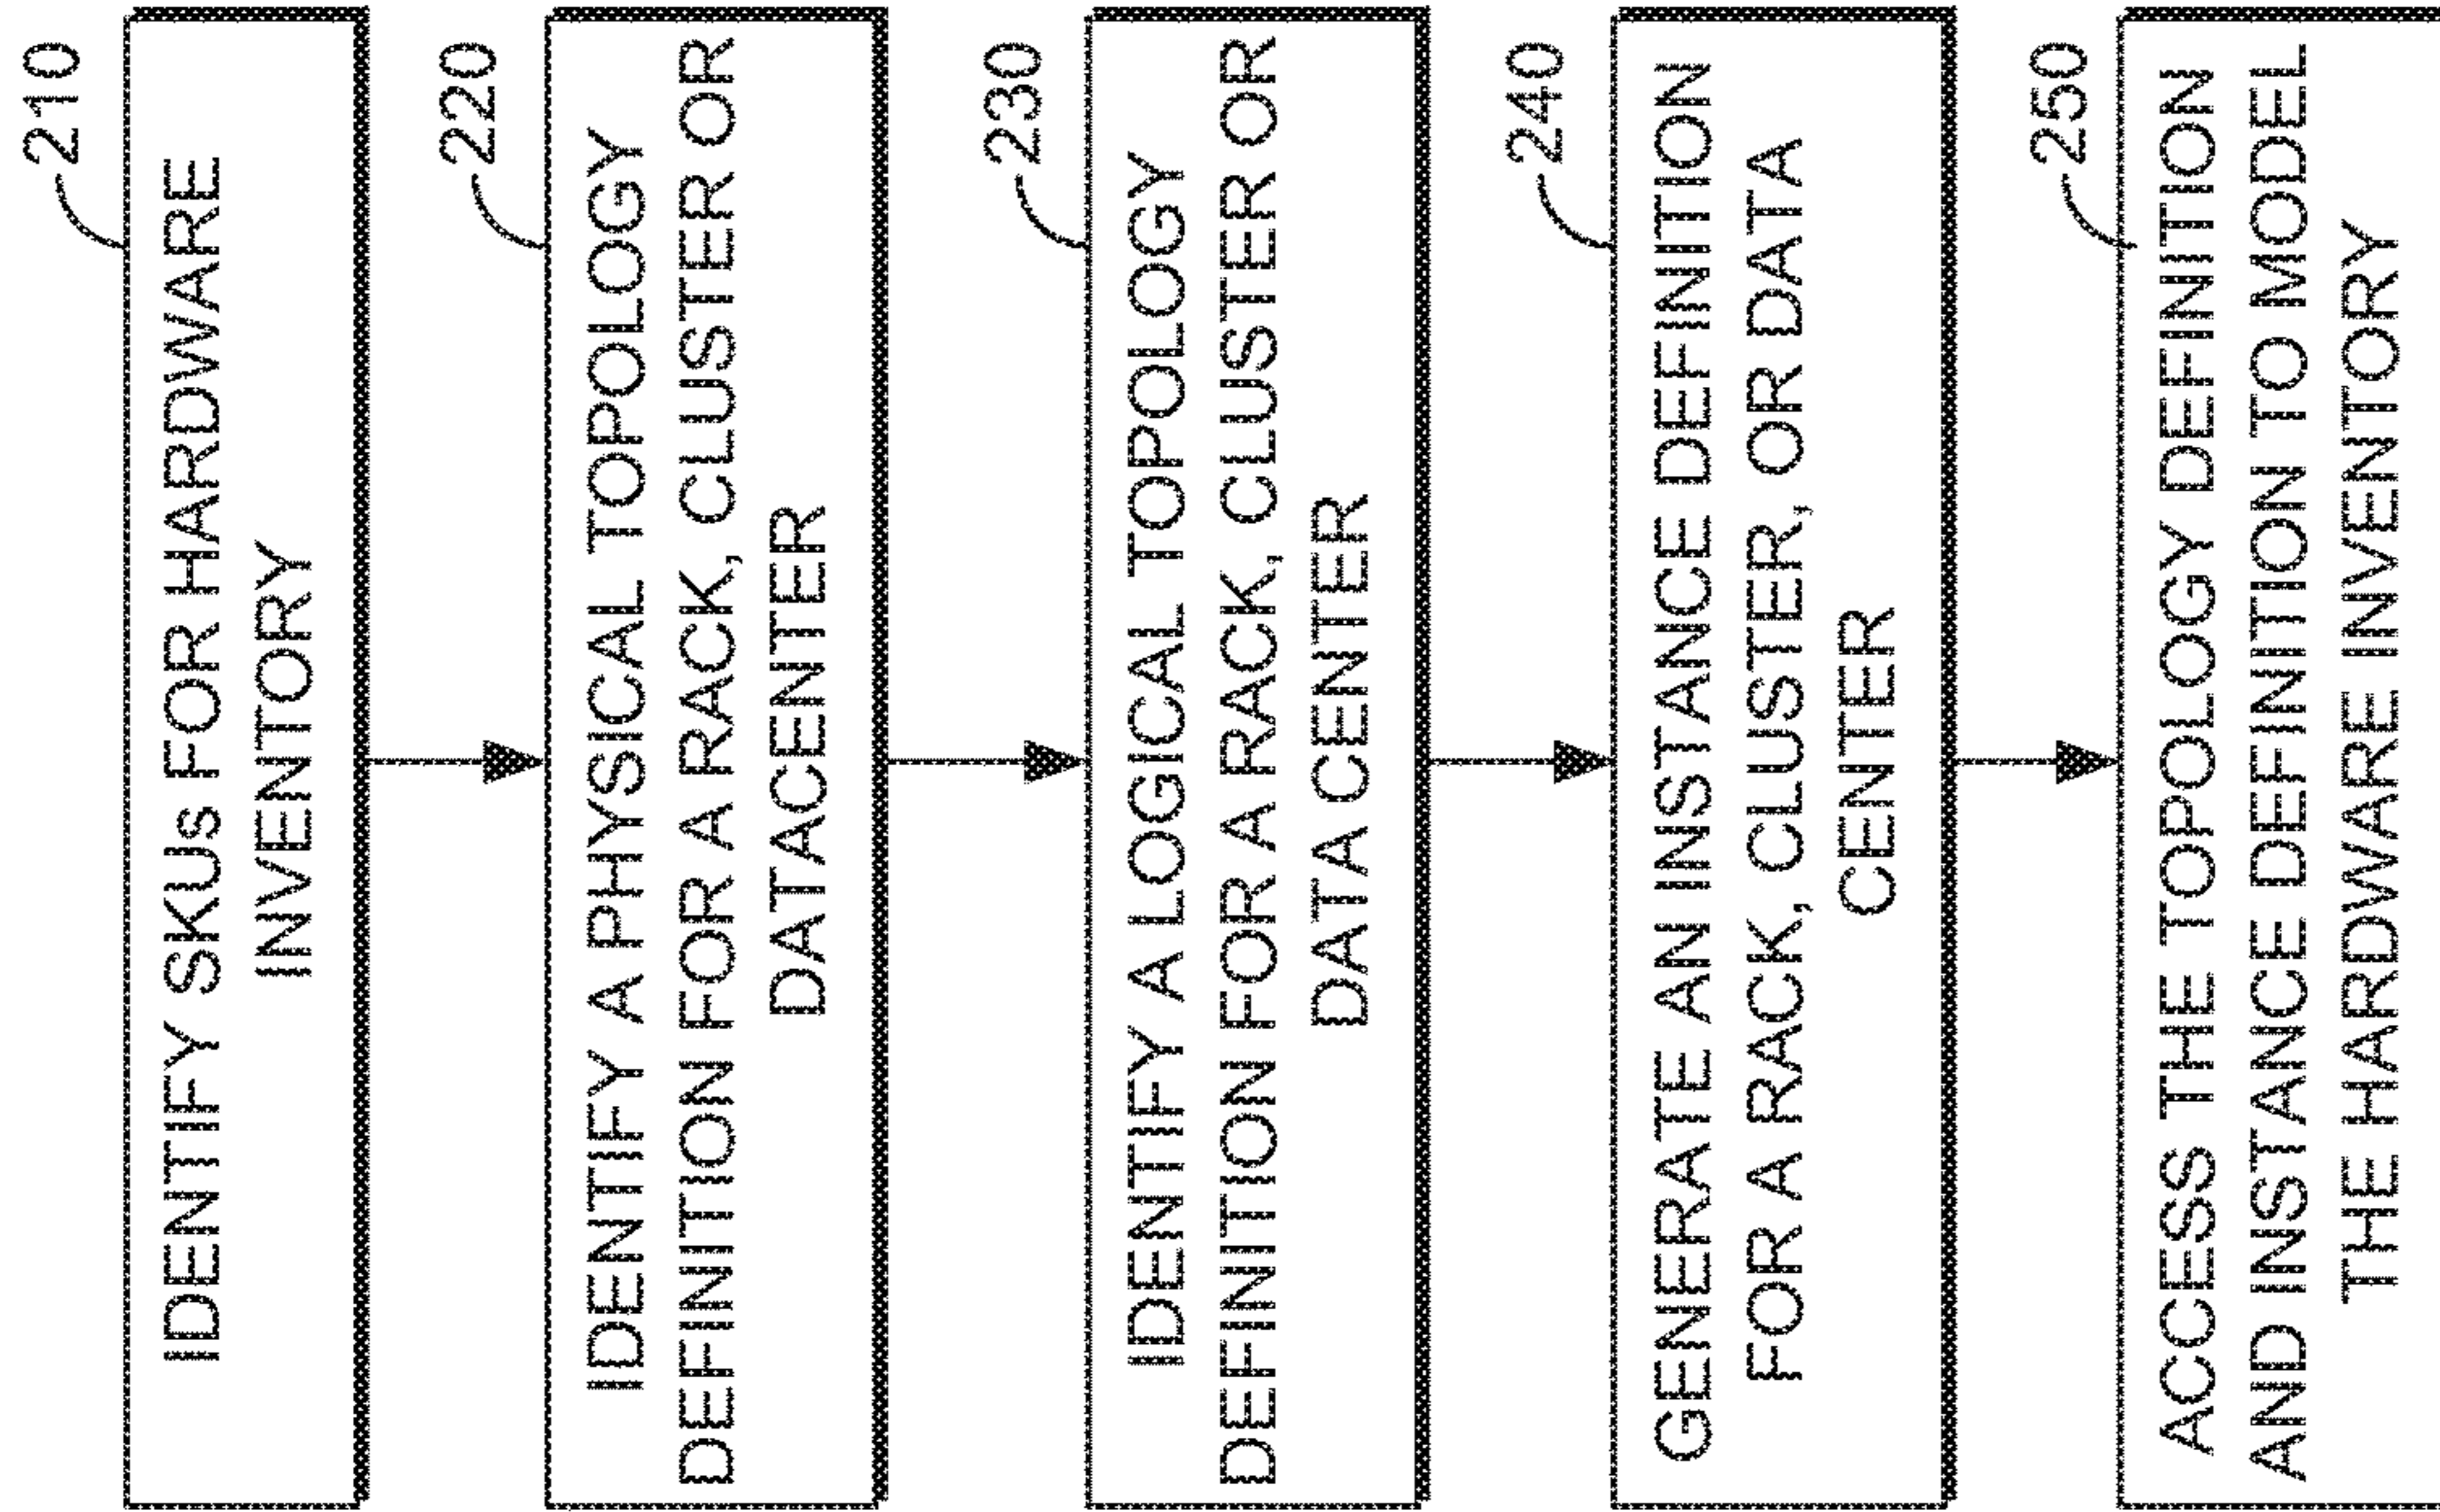 210
IDENTIFY SKUs FOR HARDWARE
INVENTORY
220
IDENTIFY A PHYSICAL TOPOLOGY
DEFINITION FOR A RACK, CLUSTER OR
DATACENTER
230
IDENTIFY A LOGICAL TOPOLOGY
DEFINITION FOR A RACK, CLUSTER OR
DATA CENTER
240
GENERATE AN INSTANCE DEFINITION
FOR A RACK, CLUSTER, OR DATA
CENTER
250
ACCESS THE TOPOLOGY DEFINITION
AND INSTANCE DEFINITION TO MODEL
THE HARDWARE INVENTORY